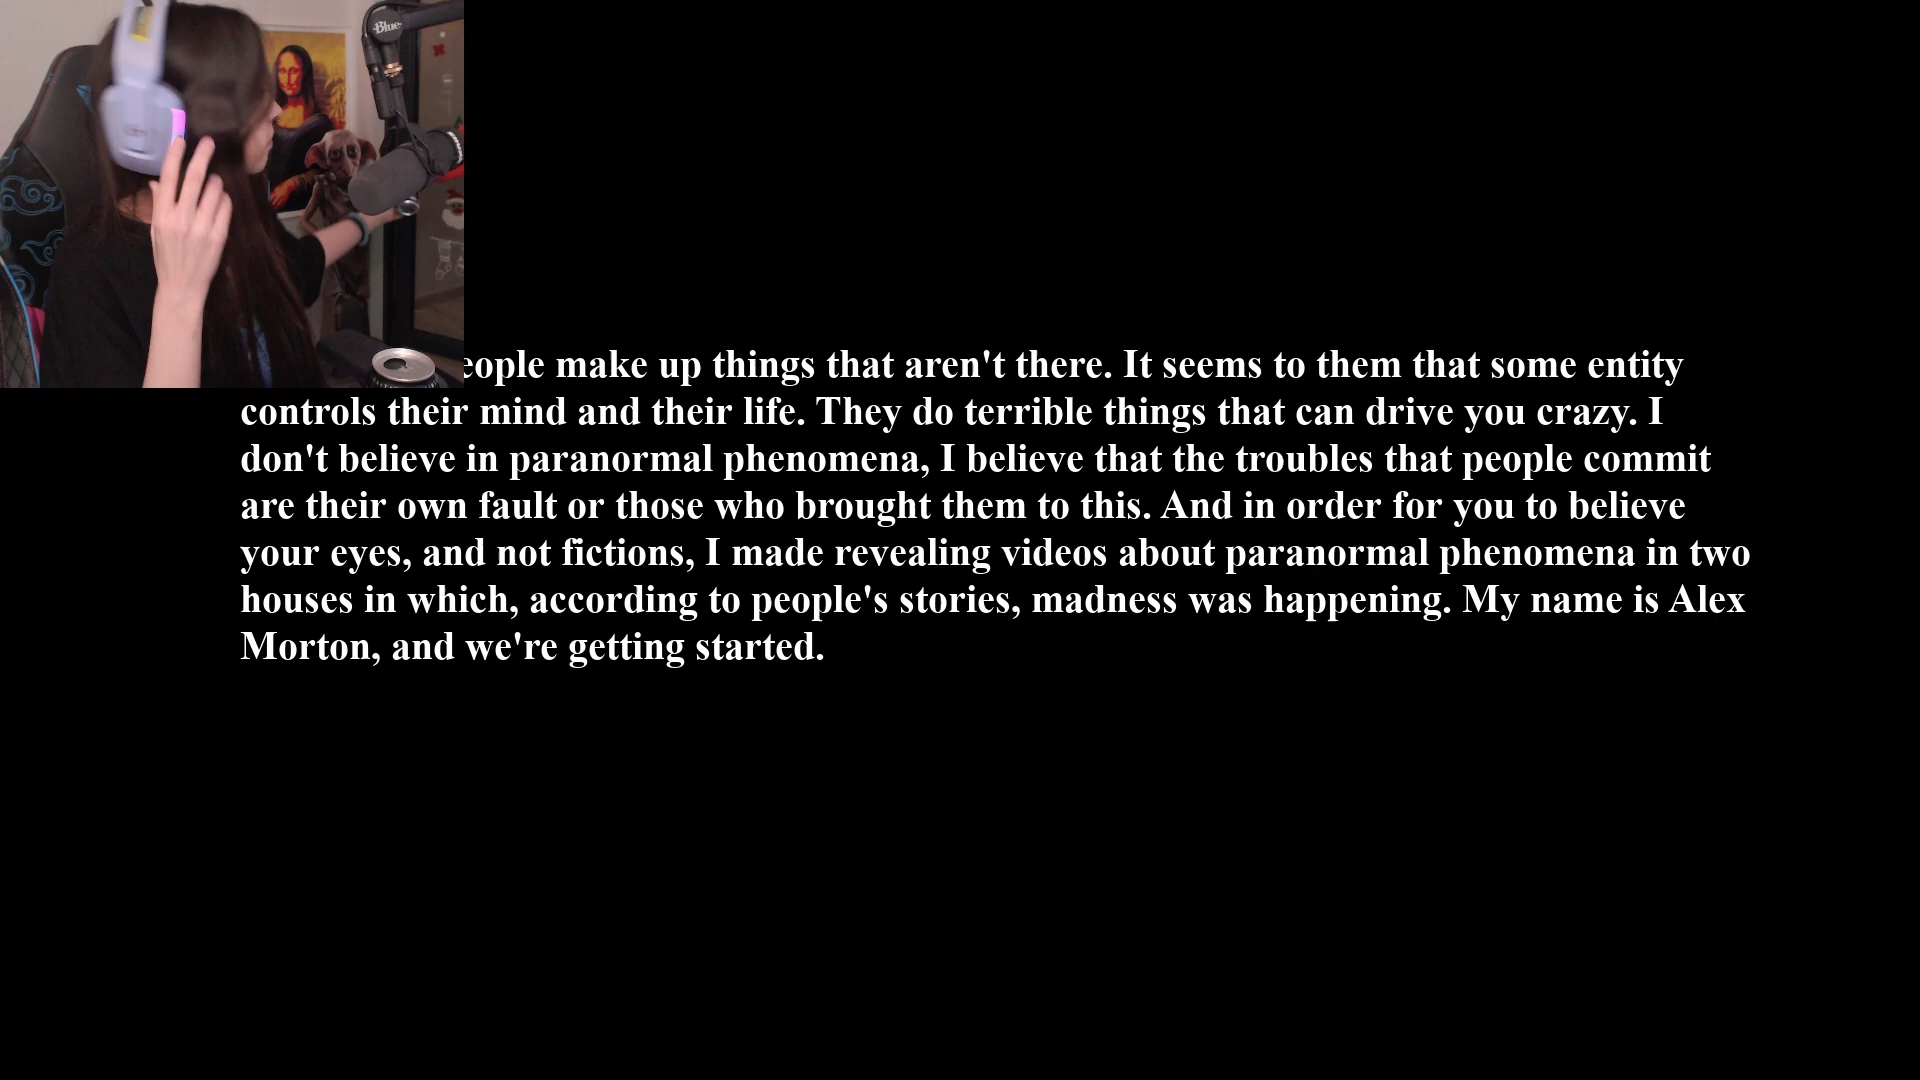 Blue
make up things that aren't there. It seems to them that some entity
controls their mind and their life. They do terrible things that can drive you crazy. I
don't believe in paranormal phenomena, I believe that the troubles that people commit
are their own fault or those who brought them to this. And in order for you to believe
your eyes, and not fictions, I made revealing videos about paranormal phenomena in two
houses in which, according to people's stories, madness was happening. My name is Alex
Morton, and we're getting started.